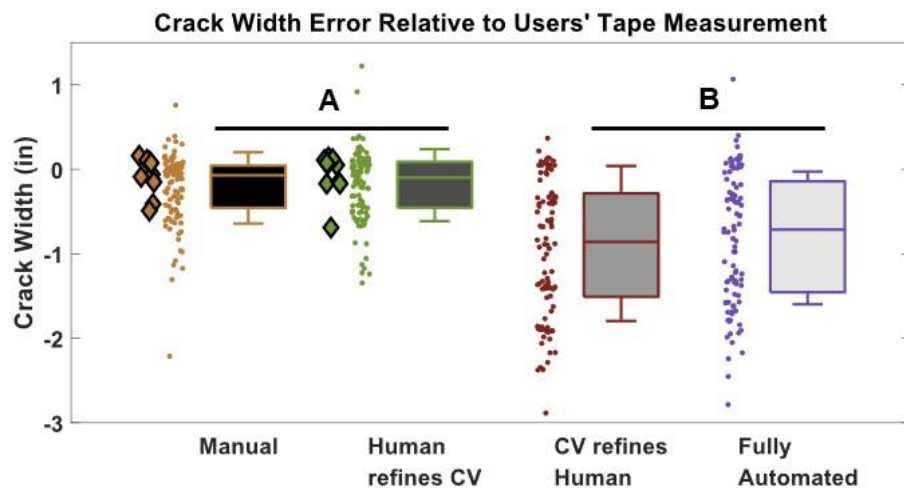 Crack Width Error Relative to Users' Tape Measurement
Crack Width (in)
1
0
-1
-2
-3
A
B
Manual
Human
refines CV
CV refines
Human
Fully
Automated